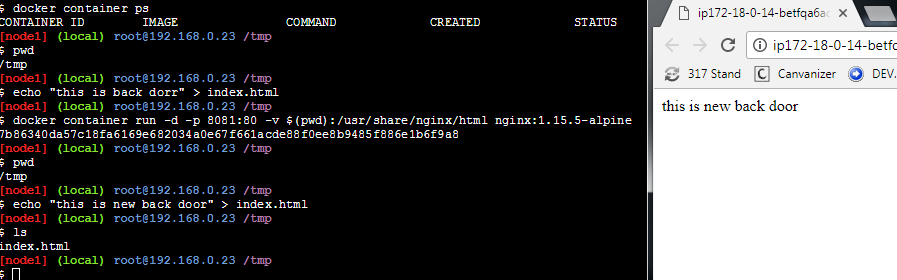 $ docker container ps
CONTAINER ID IMAGE COMMAND CREATED STATUS
[node1] (local) root@192.168.0.23 /tmp
$ pwd
/tmp
[node1] (local) root@192.168.0.23 /tmp
$ echo "this is back dorr" > index.html
[node1] (local) root@192.168.0.23 /tmp
$ docker container run -d -p 8081:80 -v $(pwd):/usr/share/nginx/html nginx:1.15.5-alpine
7b86340da57c18fa6169e682034a0e67f661acde88f0ee8b9485f886e1b6f9a8
[node1] (local) root@192.168.0.23 /tmp
$ pwd
/tmp
[node1] (local) root@192.168.0.23 /tmp
$ echo "this is new back door" > index.html
[node1] (local) root@192.168.0.23 /tmp
$ ls
index.html
[node1] (local) root@192.168.0.23 /tmp
$
ip172-18-0-14-betfqa6ac
ip172-18-0-14-betfc
317 Stand C Canvanizer DEV.
this is new back door